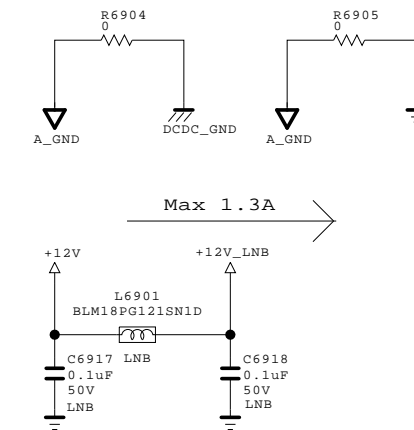 R6904
0
R6905
0
A_GND
DCDC_GND
A_GND
Max 1.3A
+12V
+12V_LNB
L6901
BLM18PG121SN1D
LNB
C6917
0.1uF
50V
LNB
C6918
0.1uF
50V
LNB